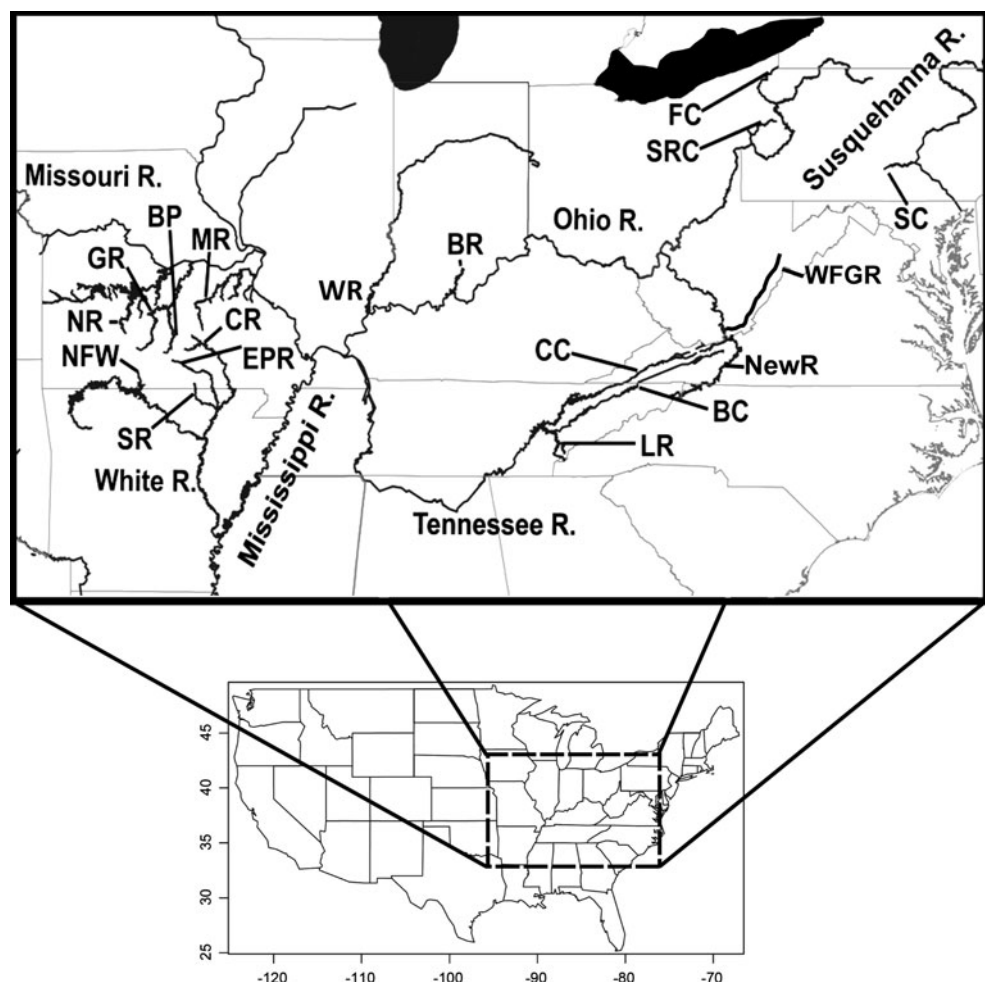 Susquehanna R.
FC
SRC
Missouri R.
SC
BP
Ohio R.
MR
BR
GR
WFGR
WR
NR
CR
NFW
EPR
CC
NewR
BC
SR
LR
White R.
Mississippi R.
Tennessee R.
45
40
35
30
25
-120
-110
-100
-90
-80
-70